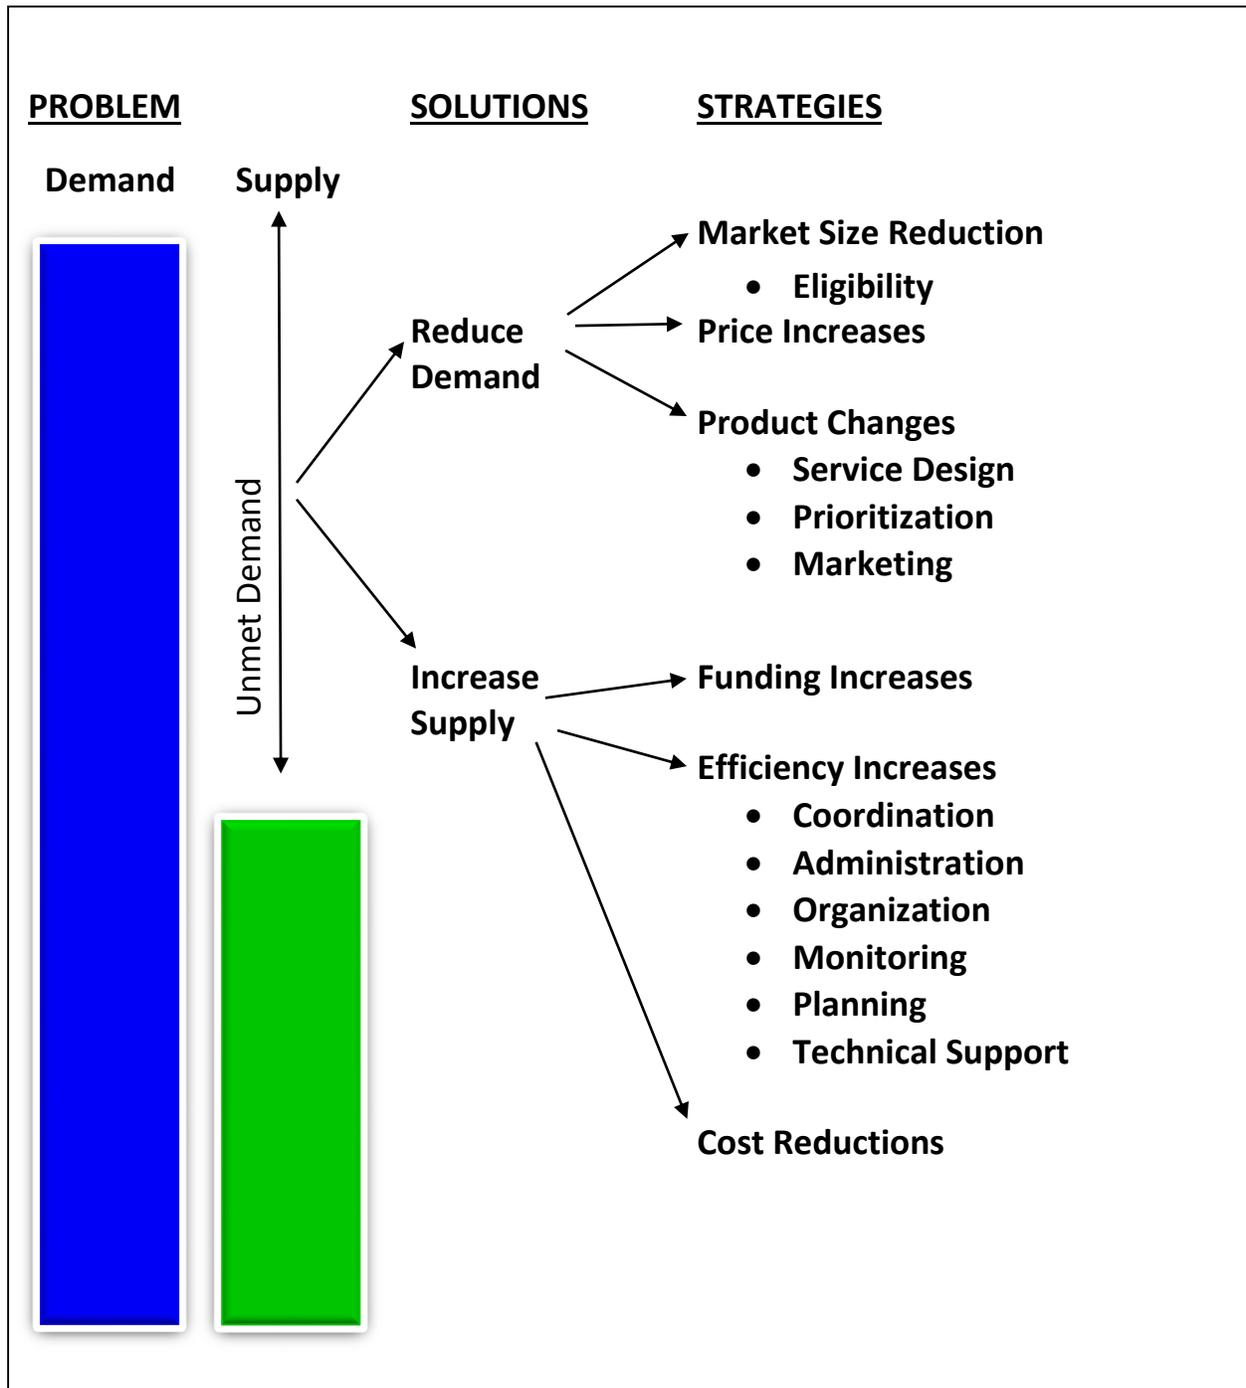 PROBLEM
SOLUTIONS
STRATEGIES
Demand
Supply
Unmet Demand
Reduce
Demand
Increase
Supply
Market Size Reduction
• Eligibility
Price Increases
Product Changes
• Service Design
• Prioritization
• Marketing
Funding Increases
Efficiency Increases
• Coordination
• Administration
• Organization
• Monitoring
• Planning
• Technical Support
Cost Reductions